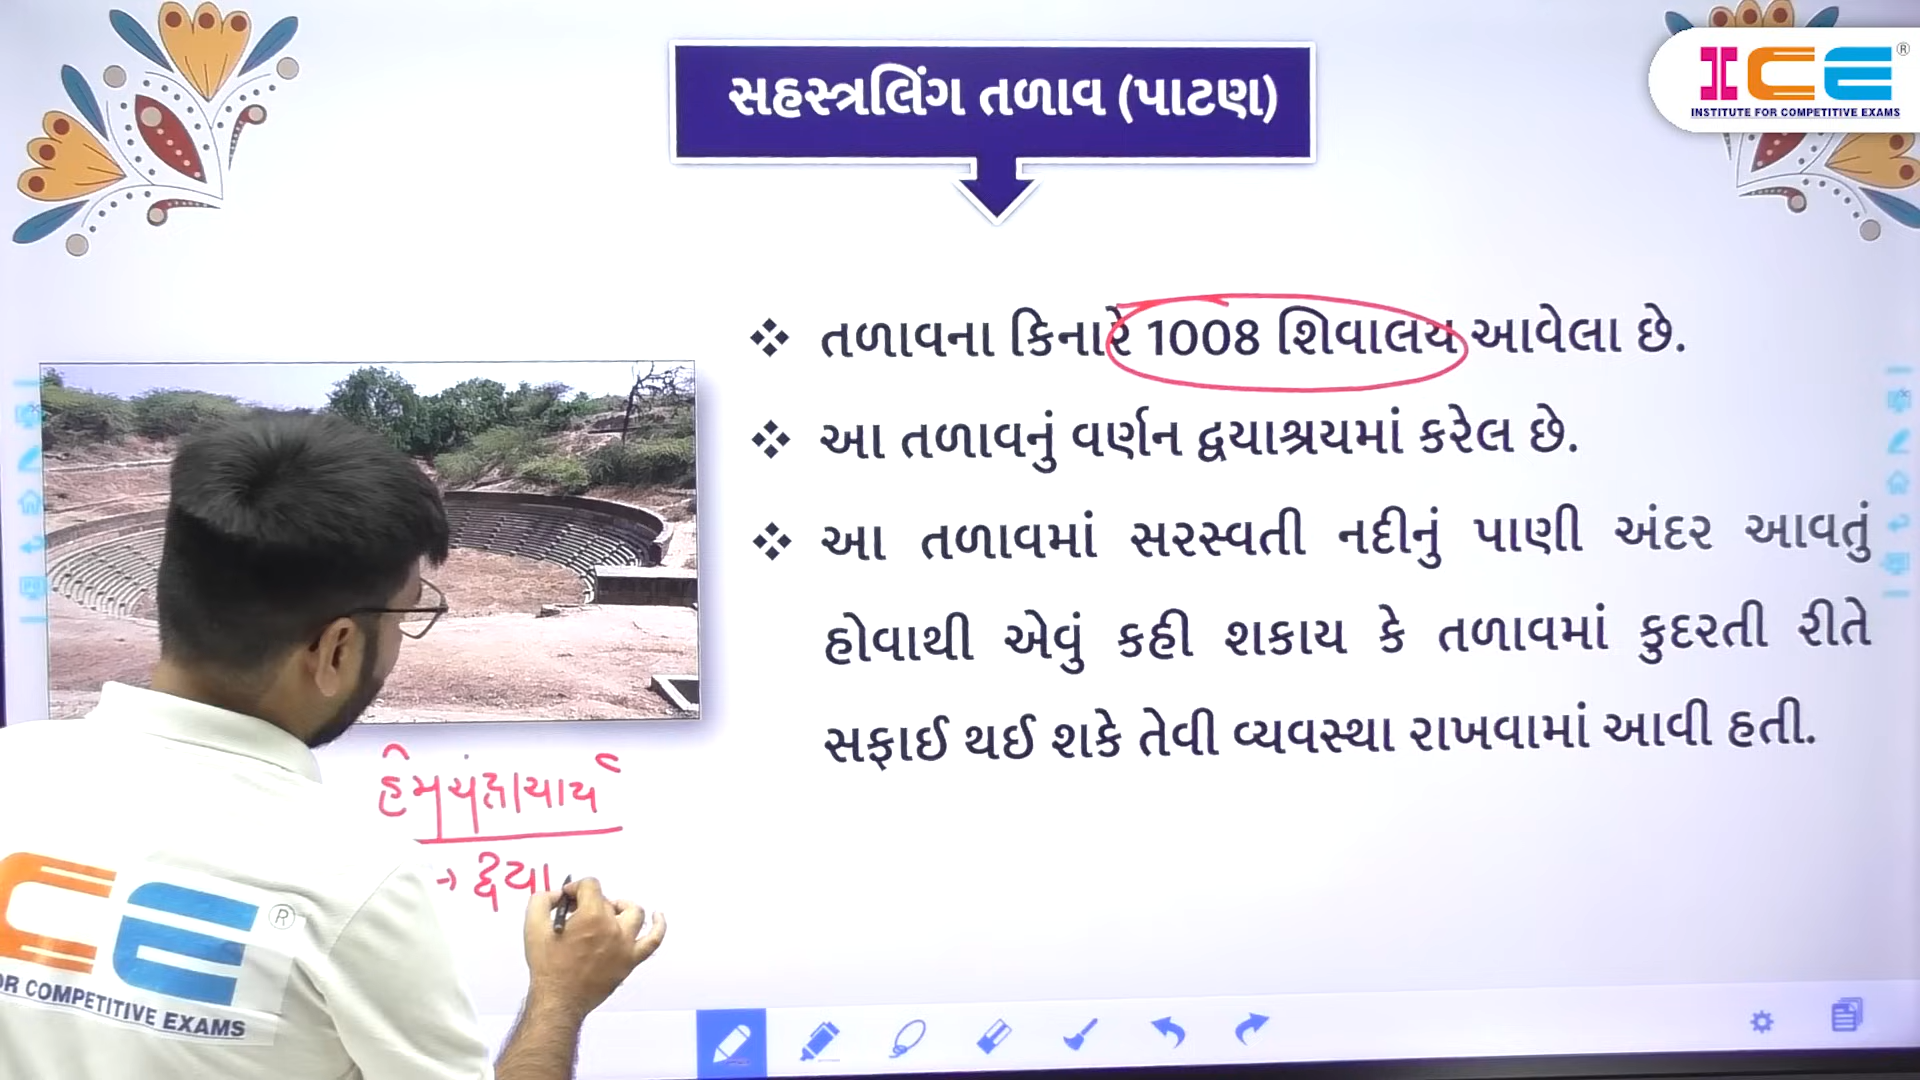 સહસ્ત્રલિંગ તળાવ (પાટણ)
ICE®
INSTITUTE FOR COMPETITIVE EXAMS
❖ તળાવના કિનારે 1008 શિવાલય આવેલા છે.
❖ આ તળાવનું વર્ણન દ્વયાશ્રયમાં કરેલ છે.
❖ આ તળાવમાં સરસ્વતી નદીનું પાણી અંદર આવતું
હોવાથી એવું કહી શકાય કે તળાવમાં કુદરતી રીતે
સફાઈ થઈ શકે તેવી વ્યવસ્થા રાખવામાં આવી હતી.
હેમચંદ્રાચાર્ય
→ દ્વયા
CE®
OR COMPETITIVE EXAMS